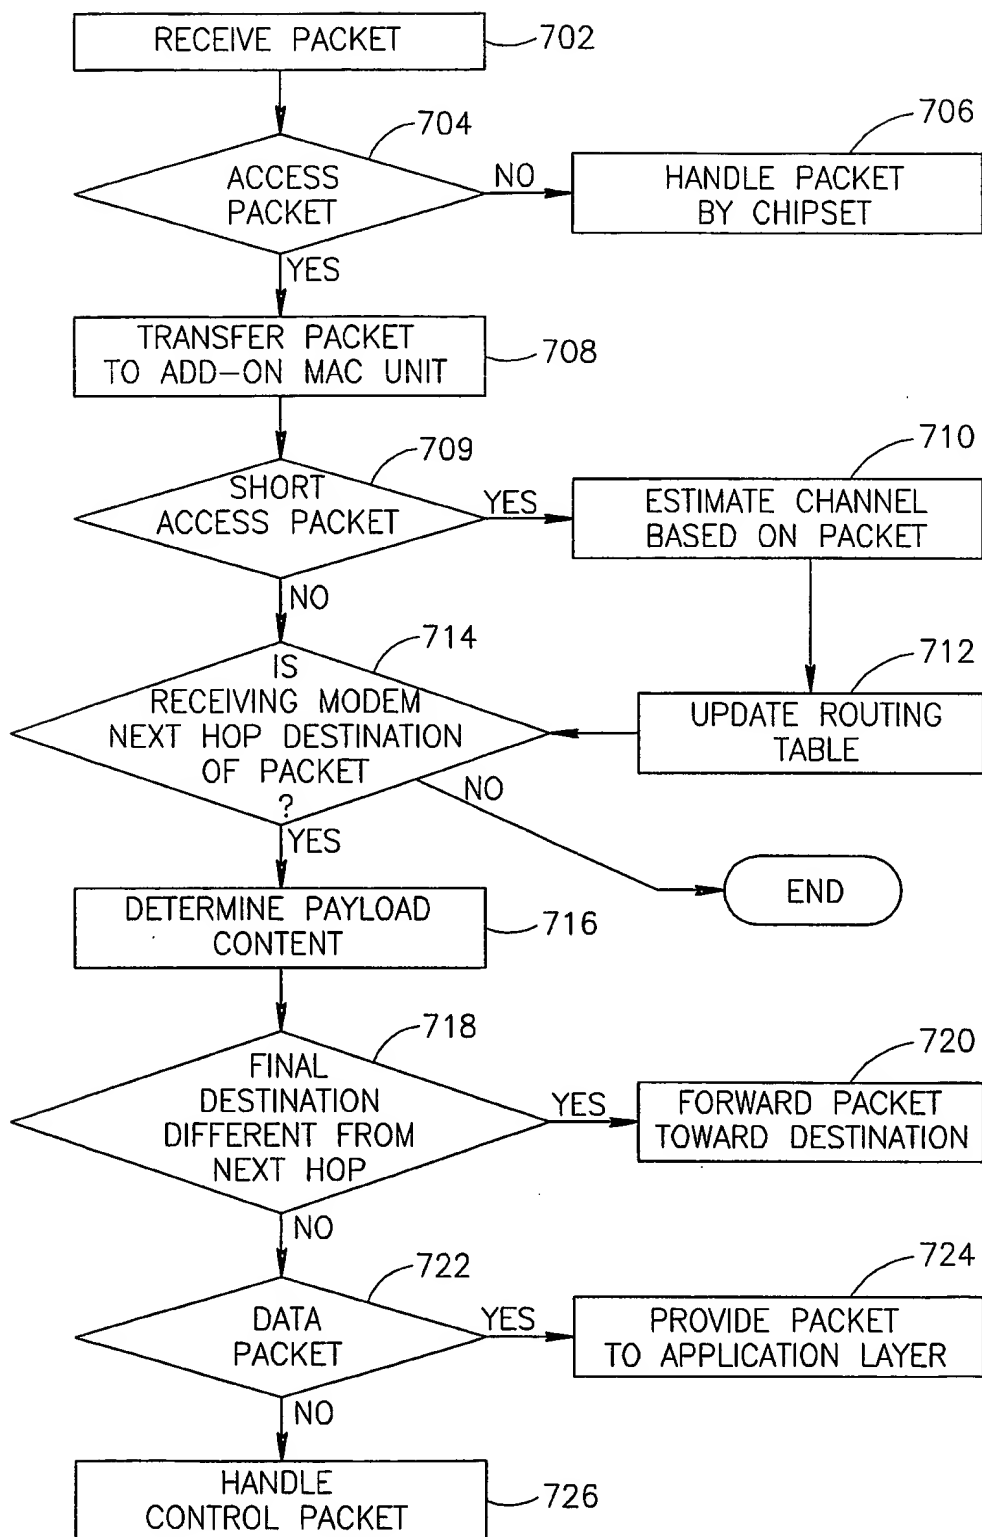 RECEIVE PACKET
702
704
ACCESS
PACKET
NO
706
HANDLE PACKET
BY CHIPSET
YES
TRANSFER PACKET
TO ADD-ON MAC UNIT
708
709
SHORT
ACCESS PACKET
YES
710
ESTIMATE CHANNEL
BASED ON PACKET
NO
714
IS
RECEIVING MODEM
NEXT HOP DESTINATION
OF PACKET
?
712
UPDATE ROUTING
TABLE
NO
YES
END
DETERMINE PAYLOAD
CONTENT
716
718
FINAL
DESTINATION
DIFFERENT FROM
NEXT HOP
YES
720
FORWARD PACKET
TOWARD DESTINATION
NO
722
DATA
PACKET
YES
724
PROVIDE PACKET
TO APPLICATION LAYER
NO
HANDLE
CONTROL PACKET
726